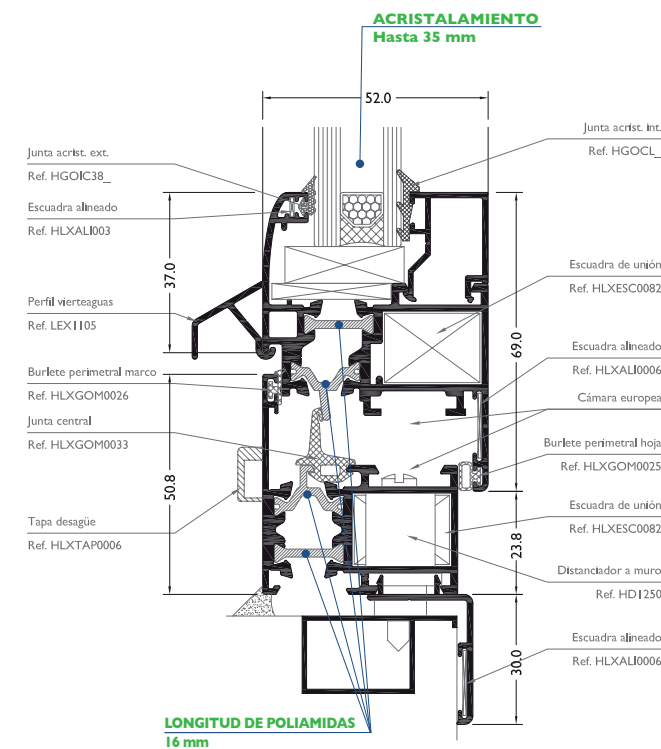 ACRISTALAMIENTO
Hasta 35 mm
52.0
Junta acrist. ext.
Ref. HGOIC38_
Escuadra alineado
Ref. HLXALI003
37.0
Perfil vierteaguas
Ref. LEX1105
Burlete perimetral marco
Ref. HLXGOM0026
Junta central
Ref. HLXGOM0033
50.8
Tapa desagüe
Ref. HLXTAP0006
Junta acrist. int.
Ref. HGOCL_
Escuadra de unión
Ref. HLXESC0082
69.0
Escuadra alineado
Ref. HLXALI0006
Cámara europea
Burlete perimetral hoja
Ref. HLXGOM0025
Escuadra de unión
Ref. HLXESC0082
23.8
Distanciador a muro
Ref. HD1250
Escuadra alineado
Ref. HLXALI0006
30.0
LONGITUD DE POLIAMIDAS
16 mm